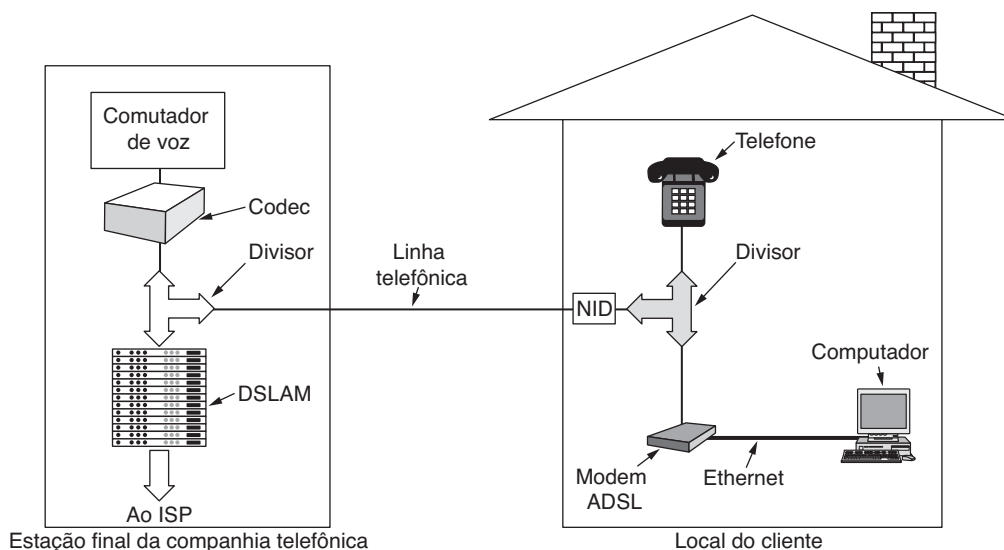 Comutador
de voz
Codec
Divisor
DSLAM
Ao ISP
Estação final da companhia telefônica
Linha
telefônica
NID
Telefone
Divisor
Computador
Modem
ADSL
Ethernet
Local do cliente